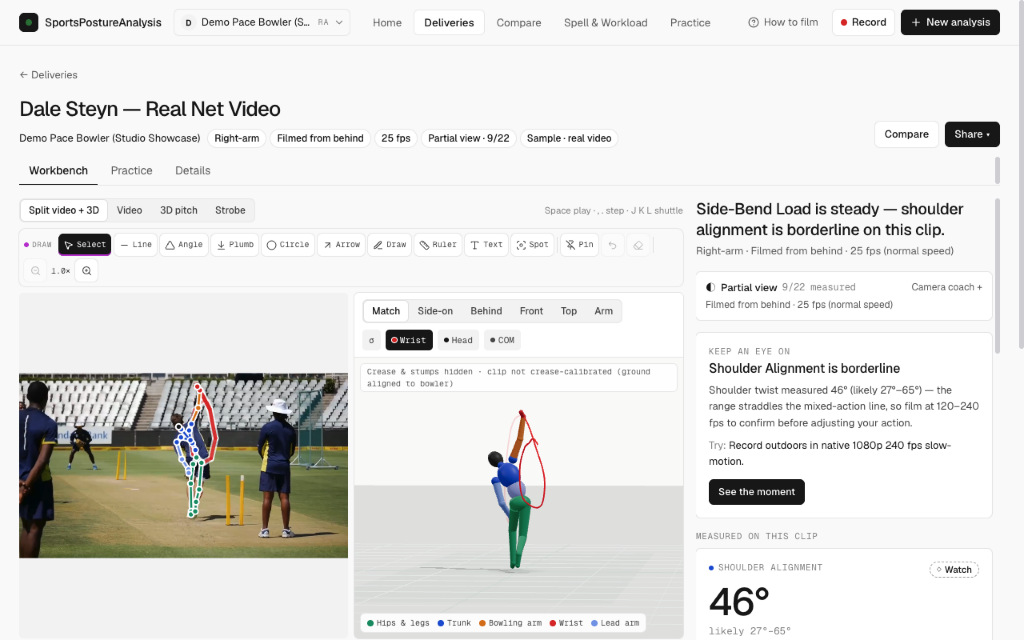 SportsPostureAnalysis
D Demo Pace Bowler (S... RA
Home
Deliveries
Compare
Spell & Workload
Practice
How to film
Record
+ New analysis
← Deliveries
Dale Steyn — Real Net Video
Demo Pace Bowler (Studio Showcase)
Right-arm
Filmed from behind
25 fps
Partial view · 9/22
Sample · real video
Compare
Share
Workbench
Practice
Details
Split video + 3D
Video
3D pitch
Strobe
Space play · , . step · J K L shuttle
DRAW
Select
Line
Angle
Plumb
Circle
Arrow
Draw
Ruler
Text
Spot
Pin
1.0×
Match
Side-on
Behind
Front
Top
Arm
σ
Wrist
Head
COM
Crease & stumps hidden · clip not crease-calibrated (ground
aligned to bowler)
Hips & legs
Trunk
Bowling arm
Wrist
Lead arm
Side-Bend Load is steady — shoulder
alignment is borderline on this clip.
Right-arm · Filmed from behind · 25 fps (normal speed)
Partial view 9/22 measured
Camera coach +
Filmed from behind · 25 fps (normal speed)
KEEP AN EYE ON
Shoulder Alignment is borderline
Shoulder twist measured 46° (likely 27°–65°) — the
range straddles the mixed-action line, so film at 120–240
fps to confirm before adjusting your action.
Try: Record outdoors in native 1080p 240 fps slow-
motion.
See the moment
MEASURED ON THIS CLIP
SHOULDER ALIGNMENT
Watch
46°
likely 27°–65°